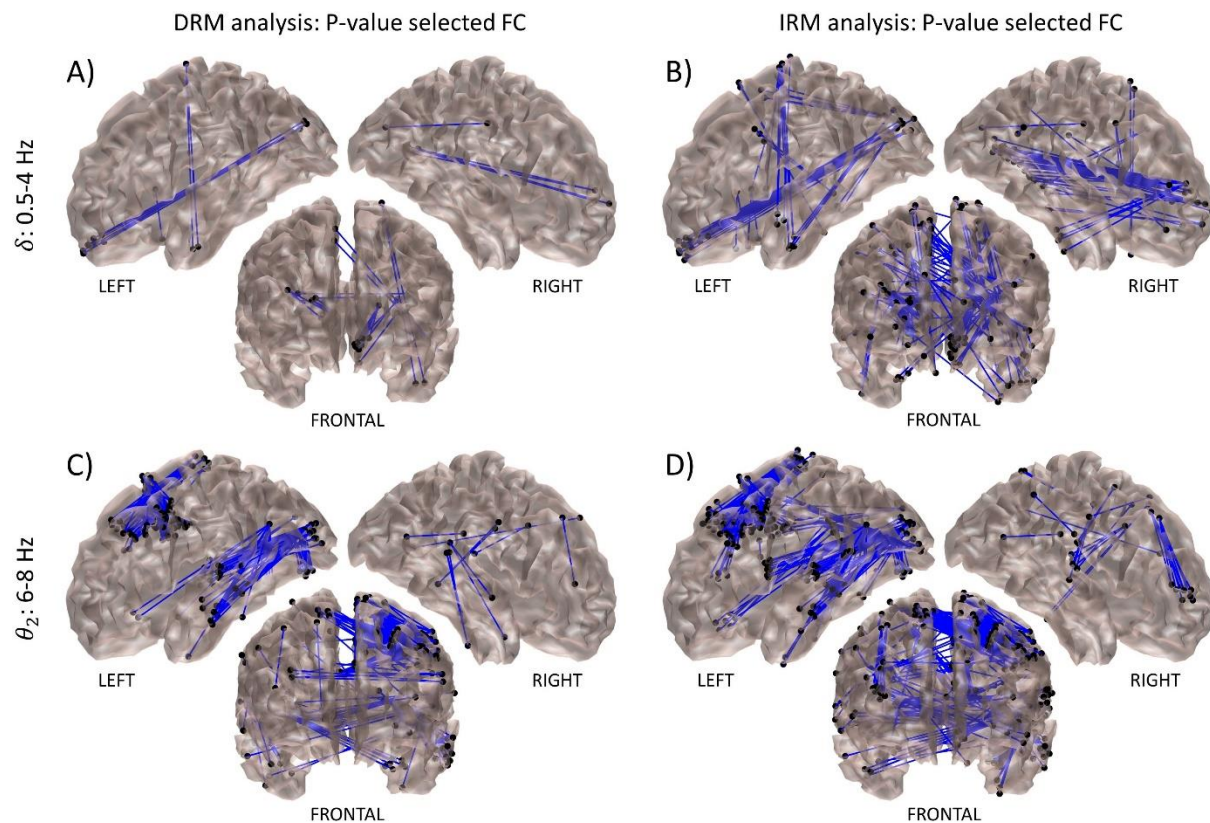 DRM analysis: P-value selected FC
IRM analysis: P-value selected FC
A)
B)
δ: 0.5-4 Hz
LEFT
RIGHT
FRONTAL
LEFT
RIGHT
FRONTAL
C)
D)
θ₂: 6-8 Hz
LEFT
RIGHT
FRONTAL
LEFT
RIGHT
FRONTAL